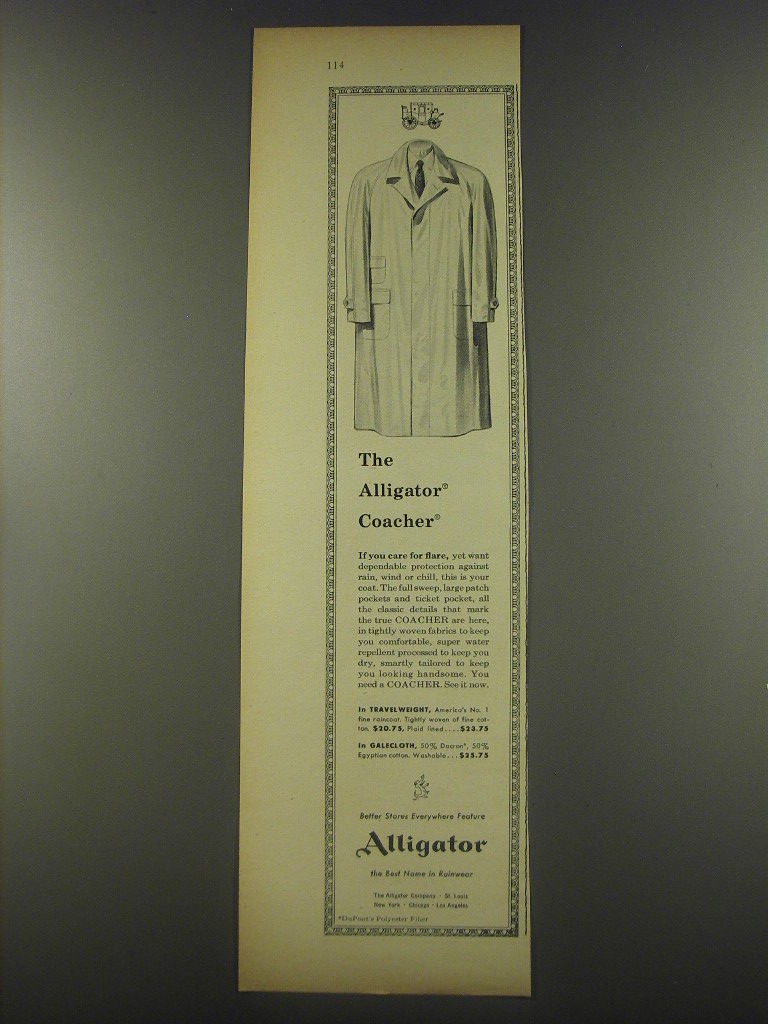 114
The
Alligator®
Coacher®
If you care for flare, yet want
dependable protection against
rain, wind or chill, this is your
coat. The full sweep, large patch
pockets and ticket pocket, all
the classic details that mark
the true COACHER are here,
in tightly woven fabrics to keep
you comfortable, super water
repellent processed to keep you
dry, smartly tailored to keep
you looking handsome. You
need a COACHER. See it now.
In TRAVELWEIGHT, America's No. 1
fine raincoat. Tightly woven of fine cot-
ton. $20.75, Plaid lined....$23.75
In GALECLOTH, 50% Dacron*, 50%
Egyptian cotton. Washable...$25.75
Better Stores Everywhere Feature
Alligator
the Best Name in Rainwear
The Alligator Company · St. Louis
New York · Chicago · Los Angeles
*DuPont's Polyester Fiber